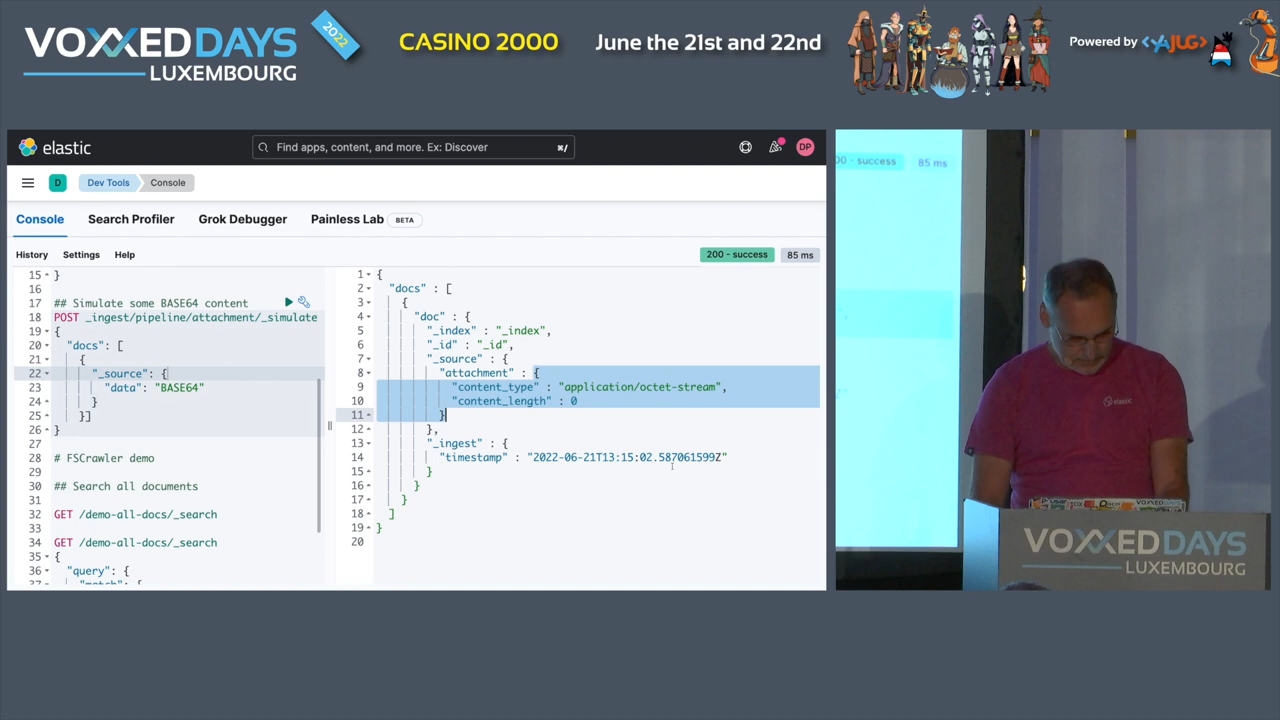 VOXXED DAYS
LUXEMBOURG
2022
CASINO 2000
June the 21st and 22nd
Powered by <YAJUG>
elastic
Find apps, content, and more. Ex: Discover
⌘/
DP
D
Dev Tools
Console
Console
Search Profiler
Grok Debugger
Painless Lab
BETA
History
Settings
Help
200 - success
85 ms
15 }
16
17 ## Simulate some BASE64 content
18 POST _ingest/pipeline/attachment/_simulate
19 {
20 "docs": [
21 {
22 "_source": {
23 "data": "BASE64"
24 }
25 }]
26 }
27
28 # FSCrawler demo
29
30 ## Search all documents
31
32 GET /demo-all-docs/_search
33
34 GET /demo-all-docs/_search
35 {
36 "query": {
37 "match": {
1 {
2 "docs" : [
3 {
4 "doc" : {
5 "_index" : "_index",
6 "_id" : "_id",
7 "_source" : {
8 "attachment" : {
9 "content_type" : "application/octet-stream",
10 "content_length" : 0
11 }
12 },
13 "_ingest" : {
14 "timestamp" : "2022-06-21T13:15:02.587061599Z"
15 }
16 }
17 }
18 ]
19 }
20
00 - success
85 ms
elastic
VOXXED DAYS
LUXEMBOURG